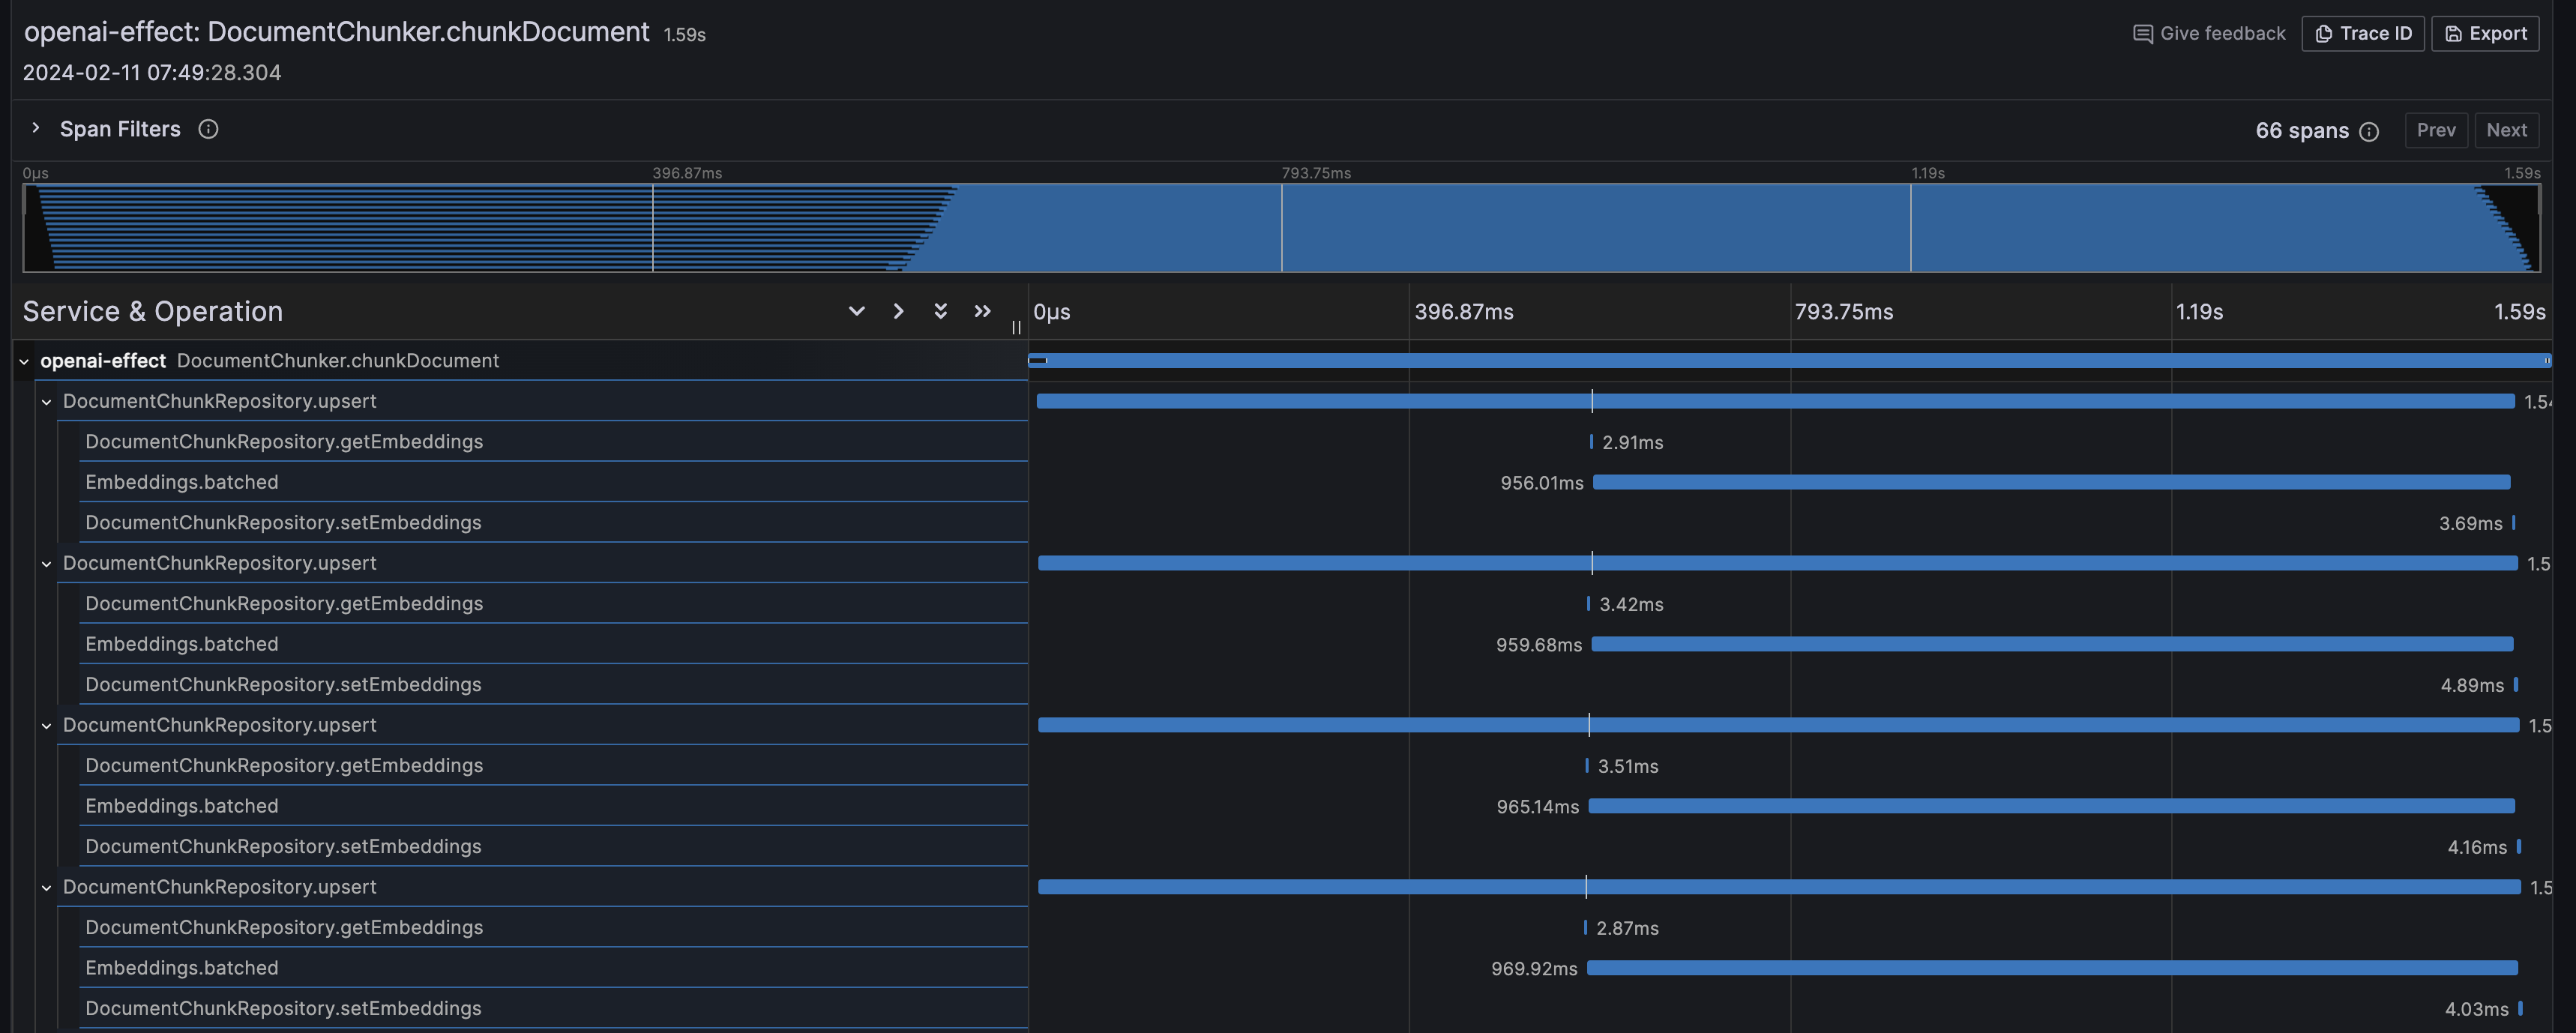 openai-effect: DocumentChunker.chunkDocument 1.59s
Give feedback Trace ID Export
2024-02-11 07:49:28.304
Span Filters 66 spans Prev Next
0μs 396.87ms 793.75ms 1.19s 1.59s
Service & Operation 0μs 396.87ms 793.75ms 1.19s 1.59s
openai-effect DocumentChunker.chunkDocument
DocumentChunkRepository.upsert
DocumentChunkRepository.getEmbeddings 2.91ms
Embeddings.batched 956.01ms
DocumentChunkRepository.setEmbeddings 3.69ms
DocumentChunkRepository.upsert 1.5
DocumentChunkRepository.getEmbeddings 3.42ms
Embeddings.batched 959.68ms
DocumentChunkRepository.setEmbeddings 4.89ms
DocumentChunkRepository.upsert 1.5
DocumentChunkRepository.getEmbeddings 3.51ms
Embeddings.batched 965.14ms
DocumentChunkRepository.setEmbeddings 4.16ms
DocumentChunkRepository.upsert 1.5
DocumentChunkRepository.getEmbeddings 2.87ms
Embeddings.batched 969.92ms
DocumentChunkRepository.setEmbeddings 4.03ms